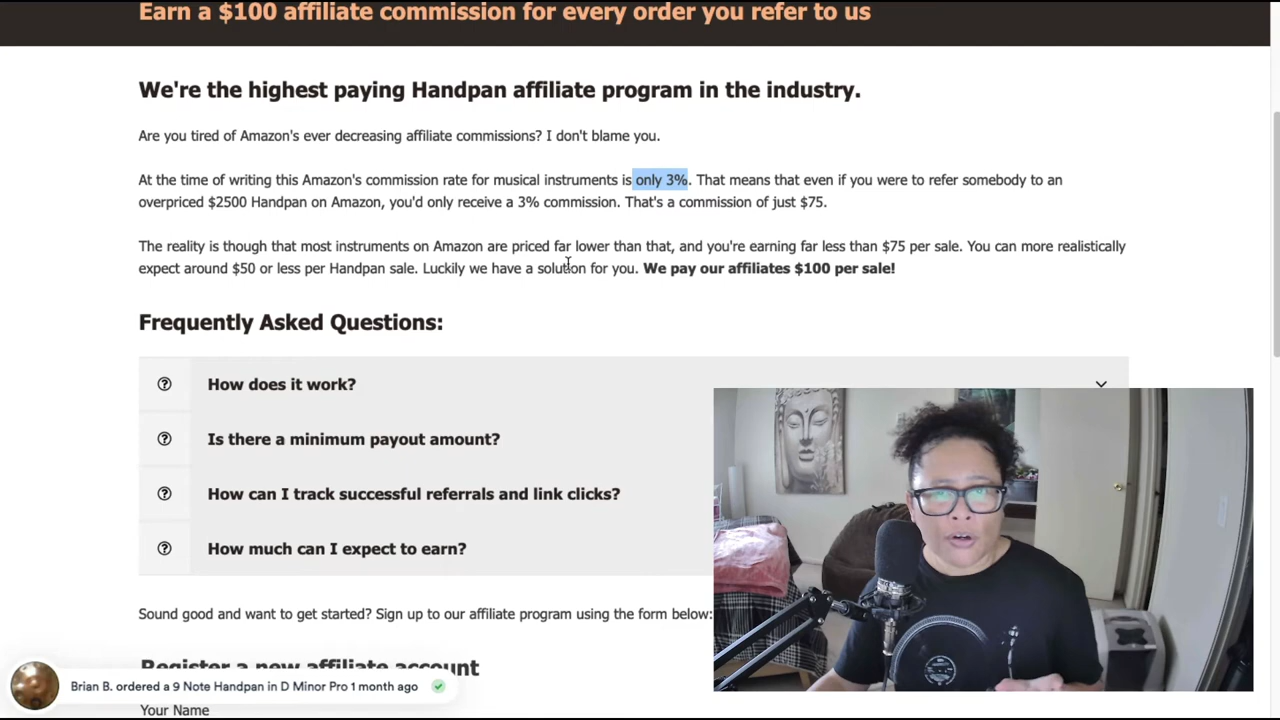 Earn a $100 affiliate commission for every order you refer to us
We're the highest paying Handpan affiliate program in the industry.
Are you tired of Amazon's ever decreasing affiliate commissions? I don't blame you.
At the time of writing this Amazon's commission rate for musical instruments is only 3%. That means that even if you were to refer somebody to an
overpriced $2500 Handpan on Amazon, you'd only receive a 3% commission. That's a commission of just $75.
The reality is though that most instruments on Amazon are priced far lower than that, and you're earning far less than $75 per sale. You can more realistically
expect around $50 or less per Handpan sale. Luckily we have a solution for you. We pay our affiliates $100 per sale!
Frequently Asked Questions:
How does it work?
Is there a minimum payout amount?
How can I track successful referrals and link clicks?
How much can I expect to earn?
Sound good and want to get started? Sign up to our affiliate program using the form below:
Register a new affiliate account
Brian B. ordered a 9 Note Handpan in D Minor Pro 1 month ago
Your Name